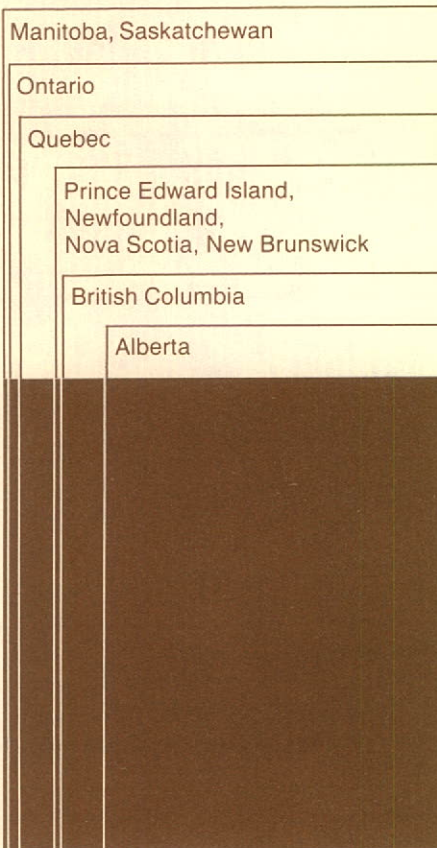 Manitoba, Saskatchewan
Ontario
Quebec
Prince Edward Island,
Newfoundland,
Nova Scotia, New Brunswick
British Columbia
Alberta